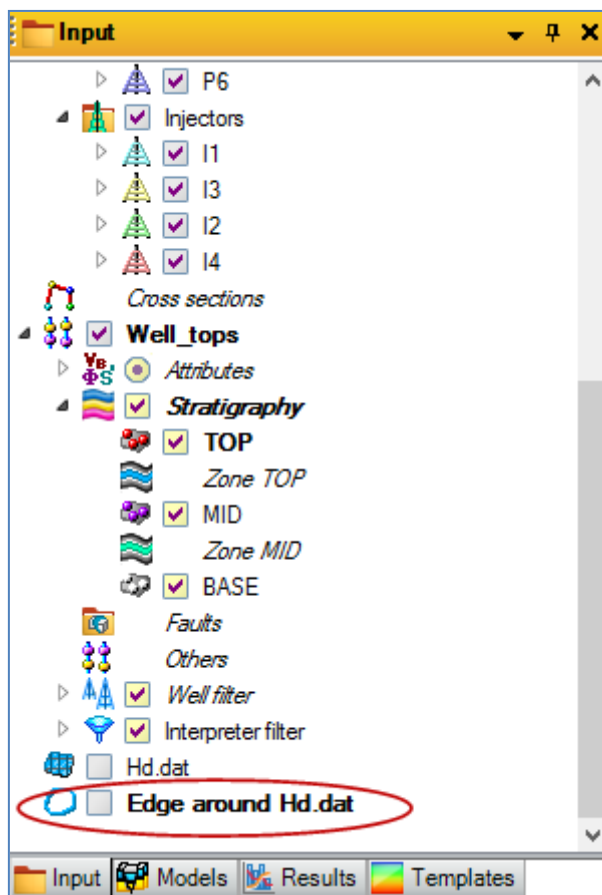 Input
P6
Injectors
I1
I3
I2
I4
Cross sections
Well_tops
Attributes
Stratigraphy
TOP
Zone TOP
MID
Zone MID
BASE
Faults
Others
Well filter
Interpreter filter
Hd.dat
Edge around Hd.dat
Input Models Results Templates